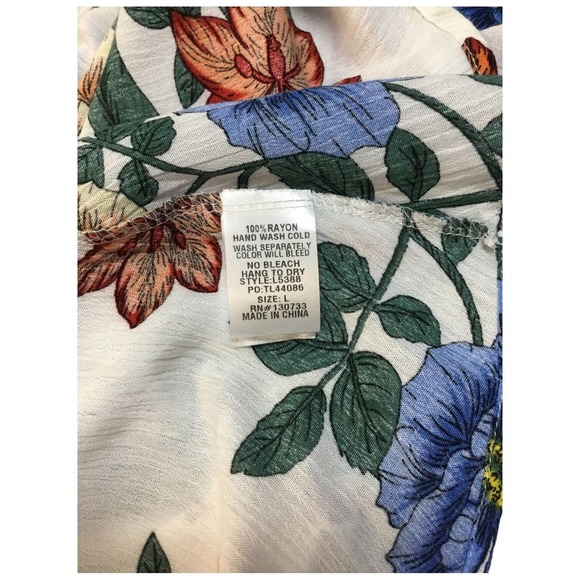 100% RAYON
HAND WASH COLD
WASH SEPARATELY
COLOR WILL BLEED
NO BLEACH
HANG TO DRY
STYLE:L5388
PO:TL44086
SIZE: L
RN#130733
MADE IN CHINA